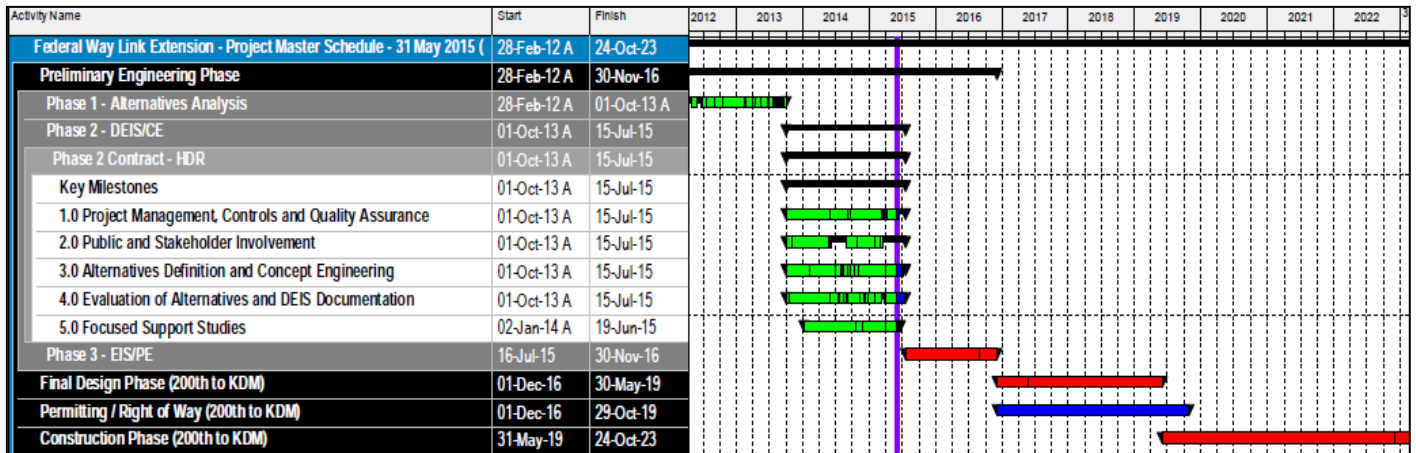 Activity Name Start Finish 2012 2013 2014 2015 2016 2017 2018 2019 2020 2021 2022 3
Federal Way Link Extension - Project Master Schedule - 31 May 2015 ( 28-Feb-12 A 24-Oct-23
Preliminary Engineering Phase 28-Feb-12 A 30-Nov-16
Phase 1 - Alternatives Analysis 28-Feb-12 A 01-Oct-13 A
Phase 2 - DEIS/CE 01-Oct-13 A 15-Jul-15
Phase 2 Contract - HDR 01-Oct-13 A 15-Jul-15
Key Milestones 01-Oct-13 A 15-Jul-15
1.0 Project Management, Controls and Quality Assurance 01-Oct-13 A 15-Jul-15
2.0 Public and Stakeholder Involvement 01-Oct-13 A 15-Jul-15
3.0 Alternatives Definition and Concept Engineering 01-Oct-13 A 15-Jul-15
4.0 Evaluation of Alternatives and DEIS Documentation 01-Oct-13 A 15-Jul-15
5.0 Focused Support Studies 02-Jan-14 A 19-Jun-15
Phase 3 - EIS/PE 16-Jul-15 30-Nov-16
Final Design Phase (200th to KDM) 01-Dec-16 30-May-19
Permitting / Right of Way (200th to KDM) 01-Dec-16 29-Oct-19
Construction Phase (200th to KDM) 31-May-19 24-Oct-23